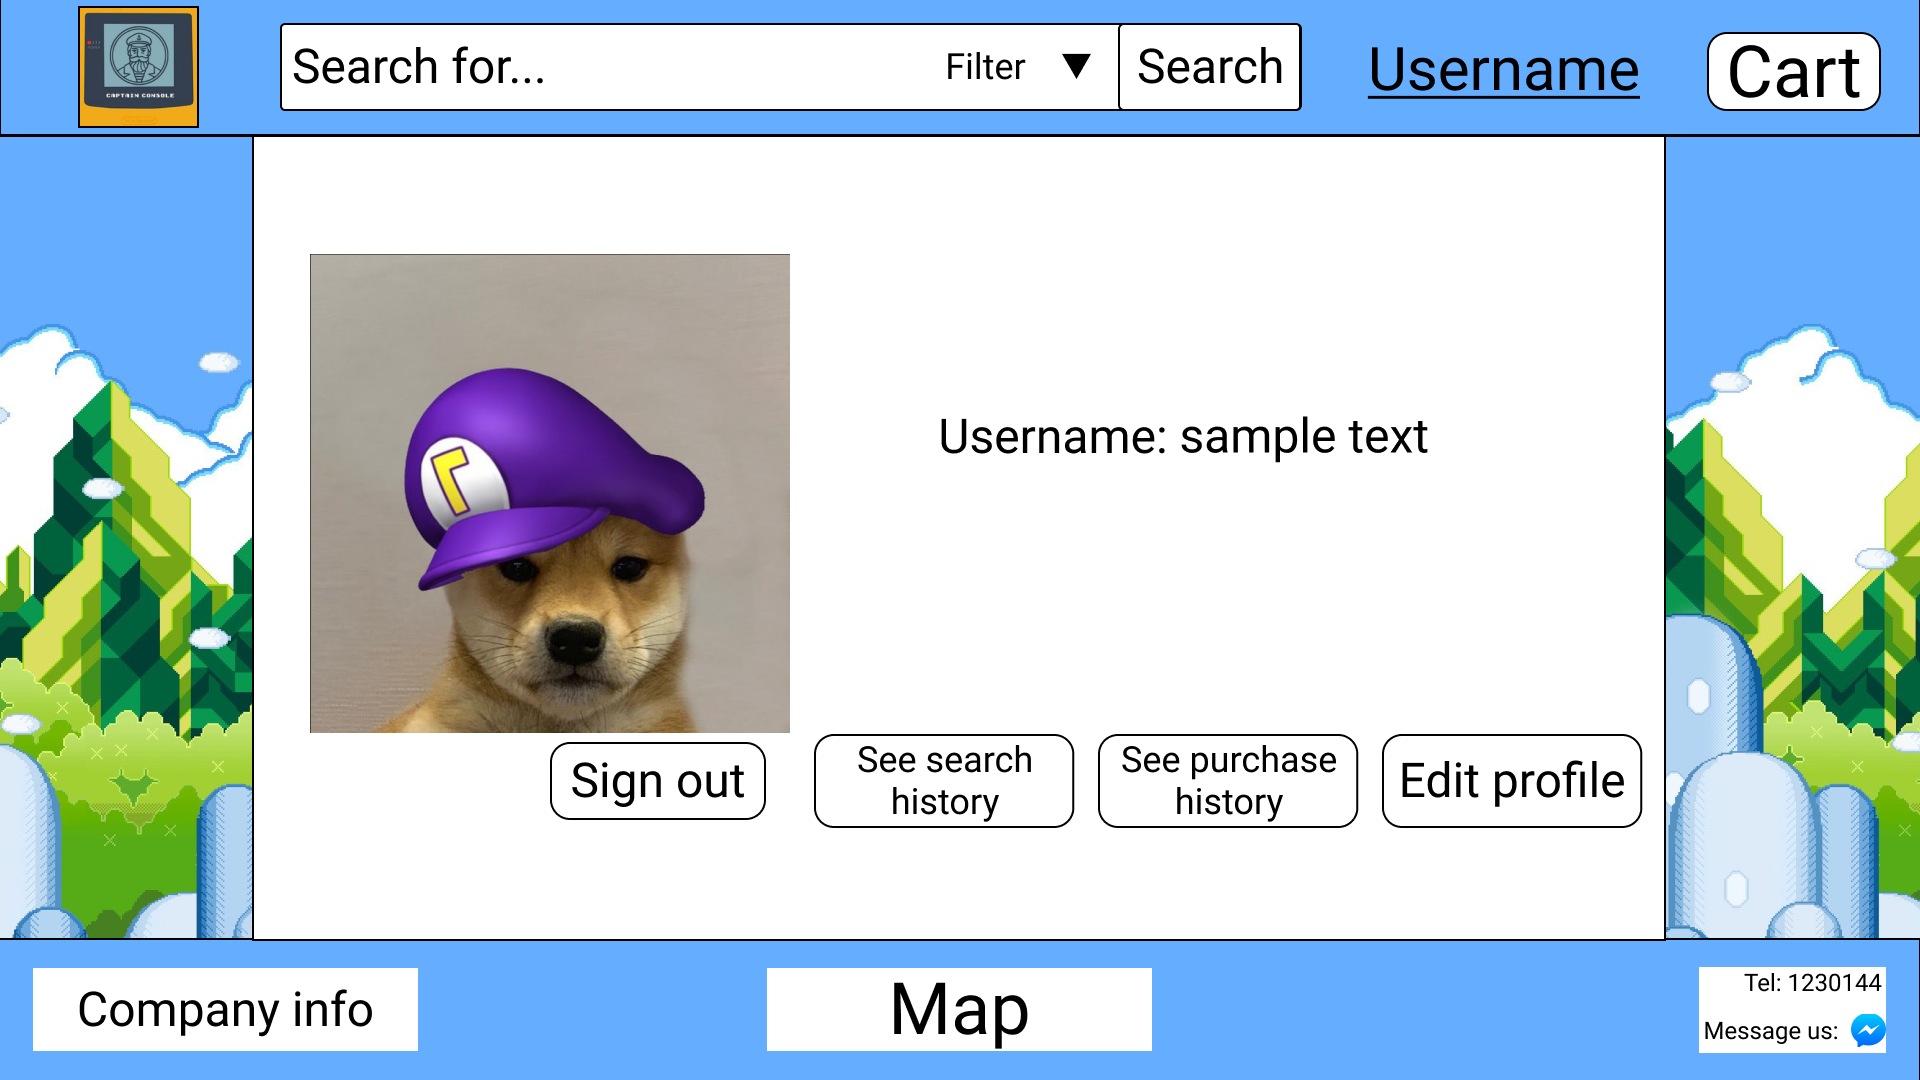 CAPTAIN CONSOLE
Search for...
Filter
Search
Username
Cart
Username: sample text
Sign out
See search
history
See purchase
history
Edit profile
Company info
Map
Tel: 1230144
Message us: